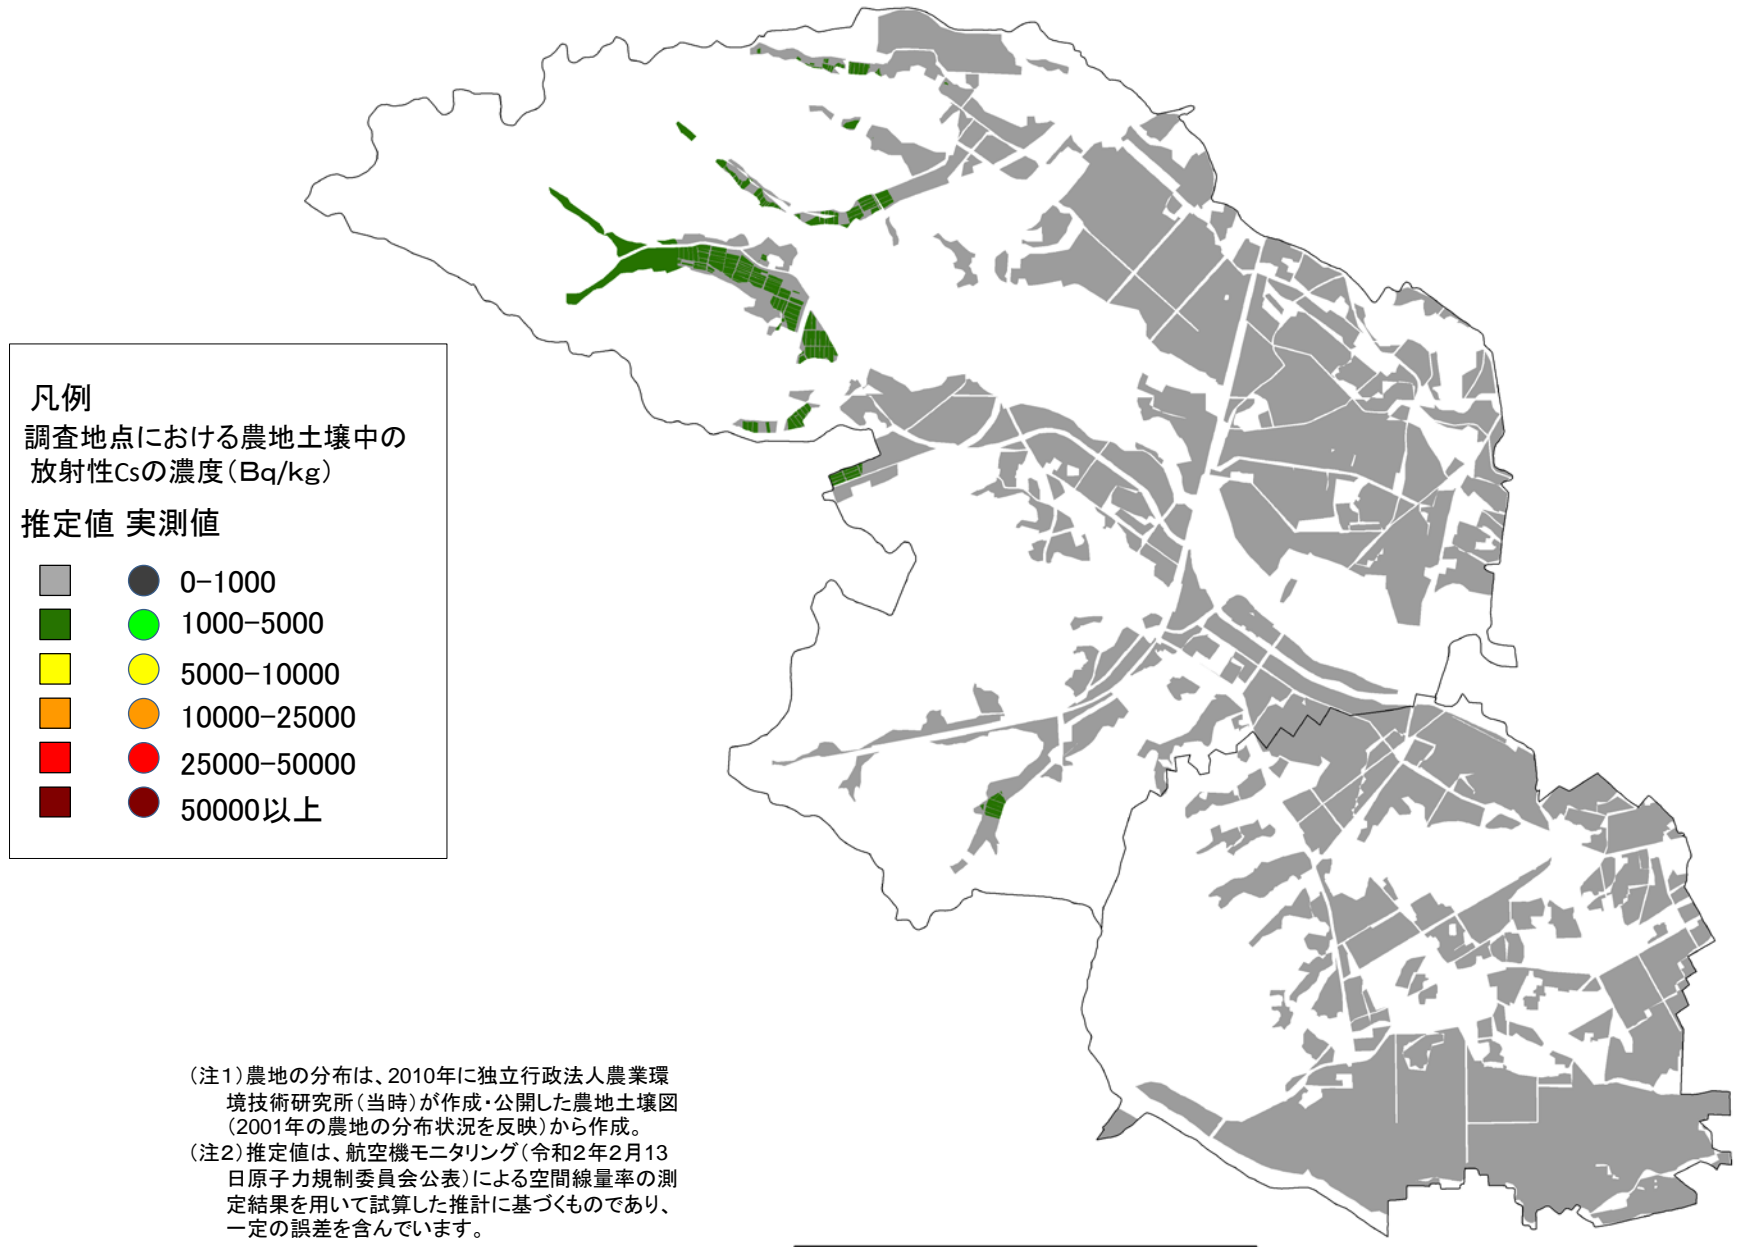 凡例
調査地点における農地土壌中の
放射性Csの濃度(Bq/kg)
推定値 実測値
0-1000
1000-5000
5000-10000
10000-25000
25000-50000
50000以上
(注1)農地の分布は、2010年に独立行政法人農業環
境技術研究所(当時)が作成・公開した農地土壌図
(2001年の農地の分布状況を反映)から作成。
(注2)推定値は、航空機モニタリング(令和2年2月13
日原子力規制委員会公表)による空間線量率の測
定結果を用いて試算した推計に基づくものであり、
一定の誤差を含んでいます。